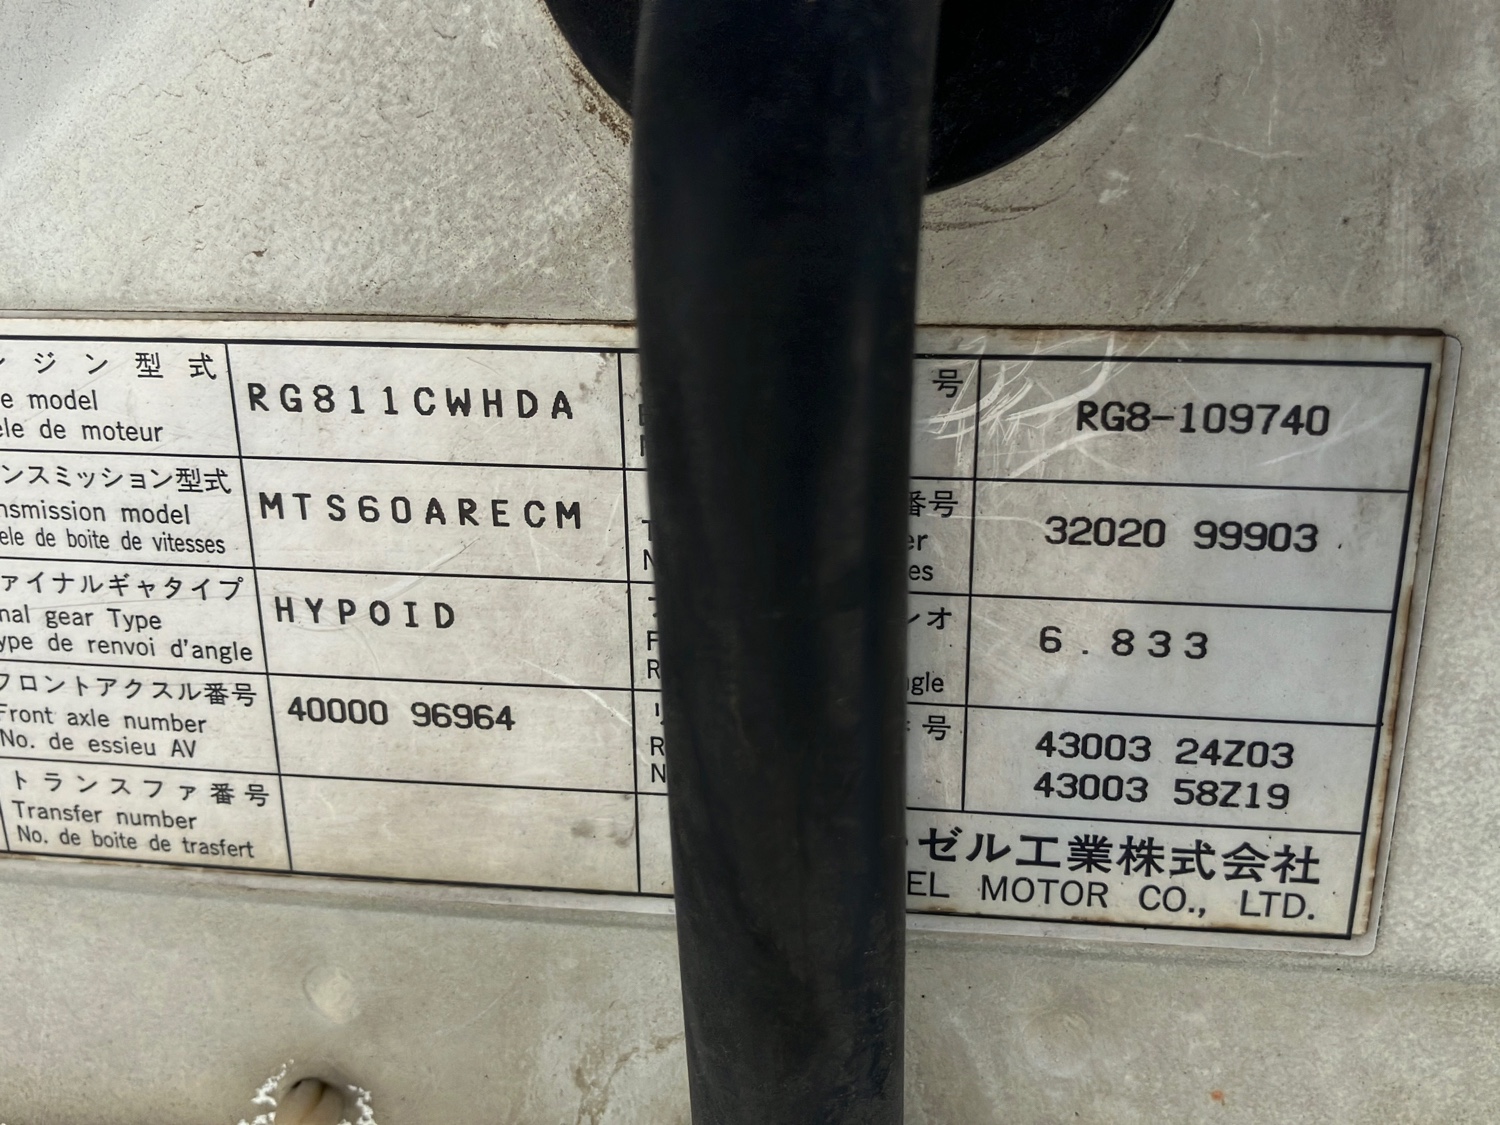 ンジン型式
e model
ele de moteur
RG811CWHDA
号
RG8-109740
ンスミッション型式
nsmission model
ele de boite de vitesses
MTS60ARECM
番号
er
es
32020 99903
ァイナルギャタイプ
nal gear Type
ype de renvoi d'angle
HYPOID
F
R
レオ
ngle
6.833
フロントアクスル番号
Front axle number
No. de essieu AV
40000 96964
リ
R
N
号
43003 24Z03
43003 58Z19
トランスファ番号
Transfer number
No. de boite de trasfert
ーゼル工業株式会社
EL MOTOR CO., LTD.